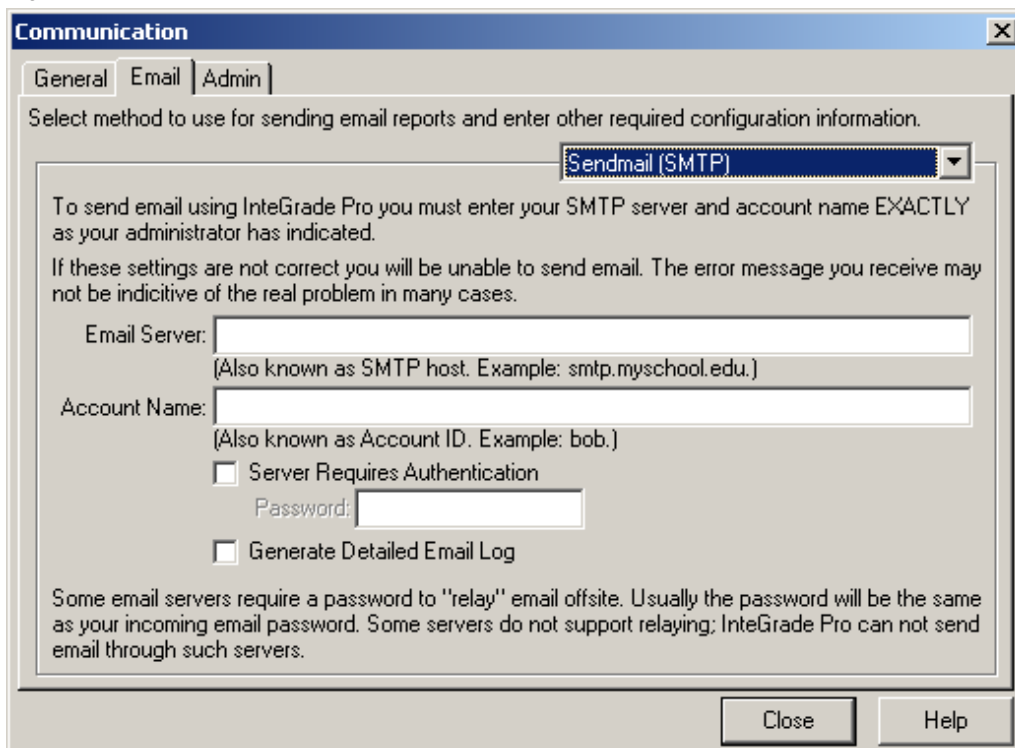 Communication
General Email Admin
Select method to use for sending email reports and enter other required configuration information.
Sendmail (SMTP)
To send email using InteGrade Pro you must enter your SMTP server and account name EXACTLY
as your administrator has indicated.
If these settings are not correct you will be unable to send email. The error message you receive may
not be indicitive of the real problem in many cases.
Email Server:
(Also known as SMTP host. Example: smtp.myschool.edu.)
Account Name:
(Also known as Account ID. Example: bob.)
Server Requires Authentication
Password:
Generate Detailed Email Log
Some email servers require a password to "relay" email offsite. Usually the password will be the same
as your incoming email password. Some servers do not support relaying; InteGrade Pro can not send
email through such servers.
Close Help